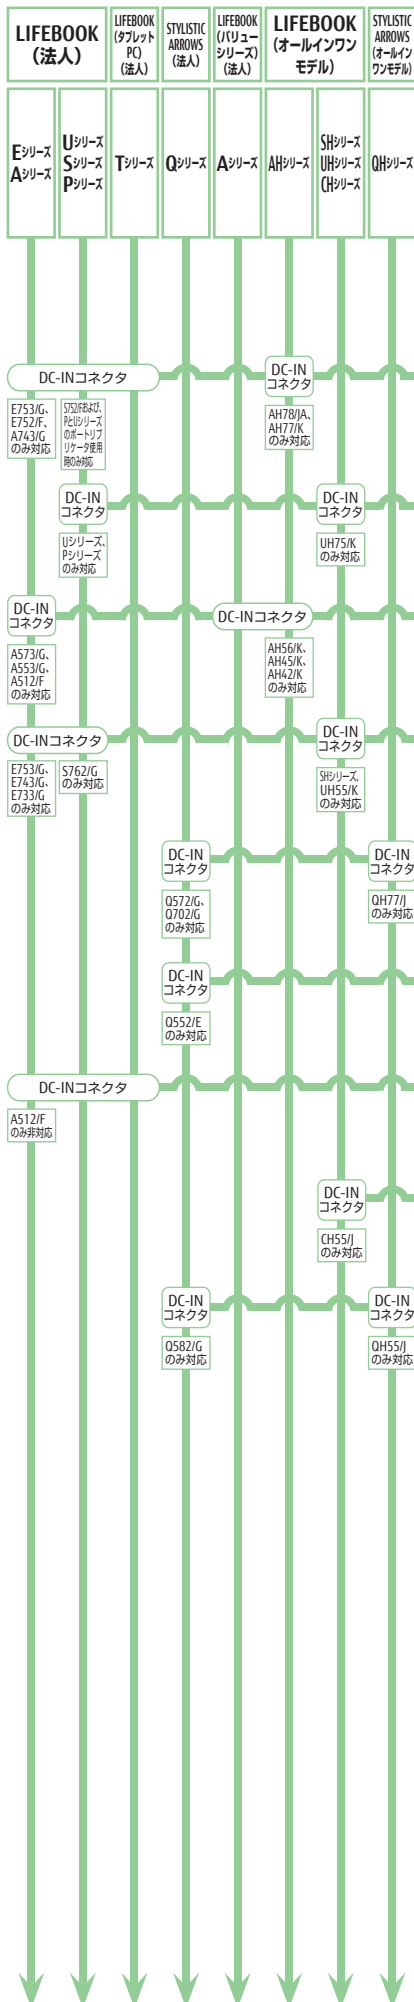 LIFEBOOK
（法人）
LIFEBOOK
（タブレット
PC）
（法人）
STYLISTIC
ARROWS
（法人）
LIFEBOOK
（バリュー
シリーズ）
（法人）
LIFEBOOK
（オールインワン
モデル）
STYLISTIC
ARROWS
（オールイン
ワンモデル）
Eシリーズ
Aシリーズ
Uシリーズ
Sシリーズ
Pシリーズ
Tシリーズ
Qシリーズ
Aシリーズ
AHシリーズ
SHシリーズ
UHシリーズ
CHシリーズ
QHシリーズ
DC-INコネクタ
DC-IN
コネクタ
E753/G、
E752/F、
A743/G
のみ対応
S752/Fおよび、
PとUシリーズ
のポートリプ
リケータ使用
時のみ対応
AH78/JA、
AH77/K
のみ対応
DC-IN
コネクタ
DC-IN
コネクタ
Uシリーズ、
Pシリーズ
のみ対応
UH75/K
のみ対応
DC-IN
コネクタ
DC-INコネクタ
A573/G、
A553/G、
A512/F
のみ対応
AH56/K、
AH45/K、
AH42/K
のみ対応
DC-INコネクタ
DC-IN
コネクタ
E753/G、
E743/G、
E733/G
のみ対応
S762/G
のみ対応
SHシリーズ、
UH55/K
のみ対応
DC-IN
コネクタ
DC-IN
コネクタ
Q572/G、
Q702/G
のみ対応
QH77/J
のみ対応
DC-IN
コネクタ
Q552/E
のみ対応
DC-INコネクタ
A512/F
のみ非対応
DC-IN
コネクタ
CH55/J
のみ対応
DC-IN
コネクタ
DC-IN
コネクタ
Q582/G
のみ対応
QH55/J
のみ対応